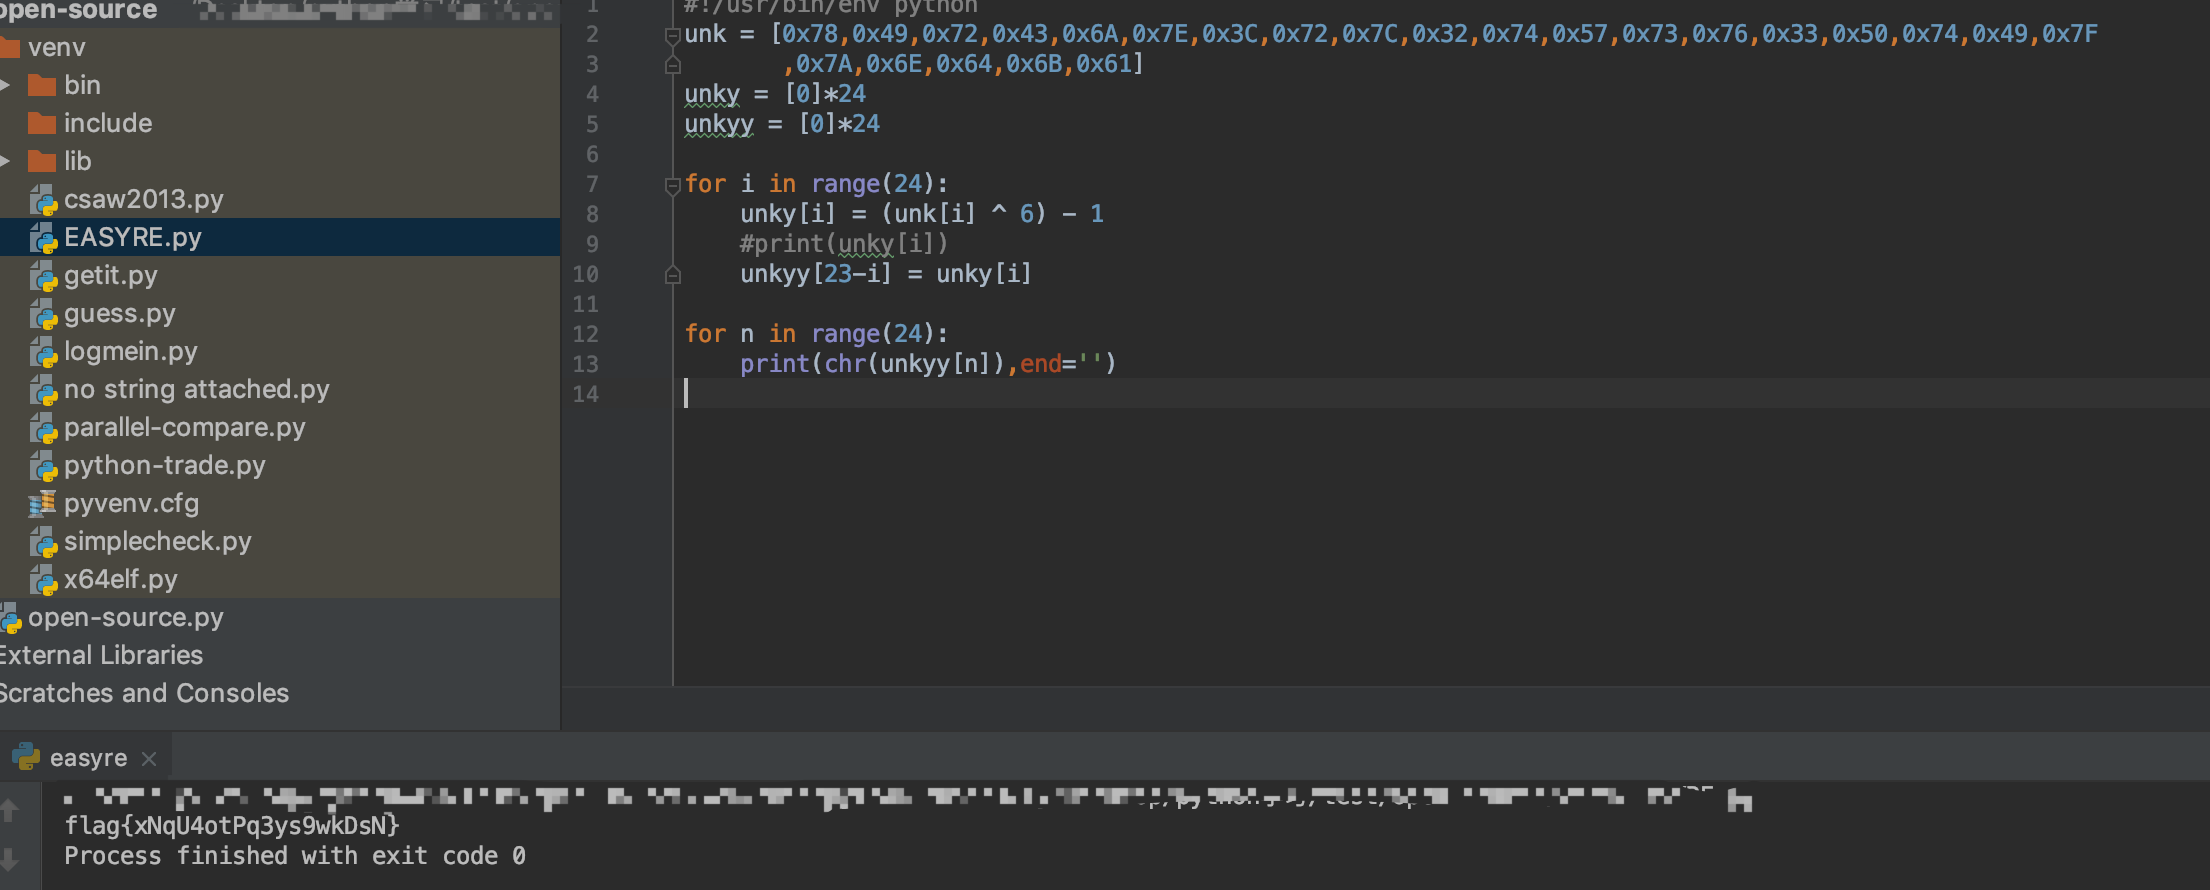 open-source
venv
bin
include
lib
csaw2013.py
EASYRE.py
getit.py
guess.py
logmein.py
no string attached.py
parallel-compare.py
python-trade.py
pyvenv.cfg
simplecheck.py
x64elf.py
open-source.py
External Libraries
Scratches and Consoles
1 #!/usr/bin/env python
2 unk = [0x78,0x49,0x72,0x43,0x6A,0x7E,0x3C,0x72,0x7C,0x32,0x74,0x57,0x73,0x76,0x33,0x50,0x74,0x49,0x7F
3 ,0x7A,0x6E,0x64,0x6B,0x61]
4 unky = [0]*24
5 unkyy = [0]*24
6
7 for i in range(24):
8 unky[i] = (unk[i] ^ 6) - 1
9 #print(unky[i])
10 unkyy[23-i] = unky[i]
11
12 for n in range(24):
13 print(chr(unkyy[n]),end='')
14
easyre
flag{xNqU4otPq3ys9wkDsN}
Process finished with exit code 0